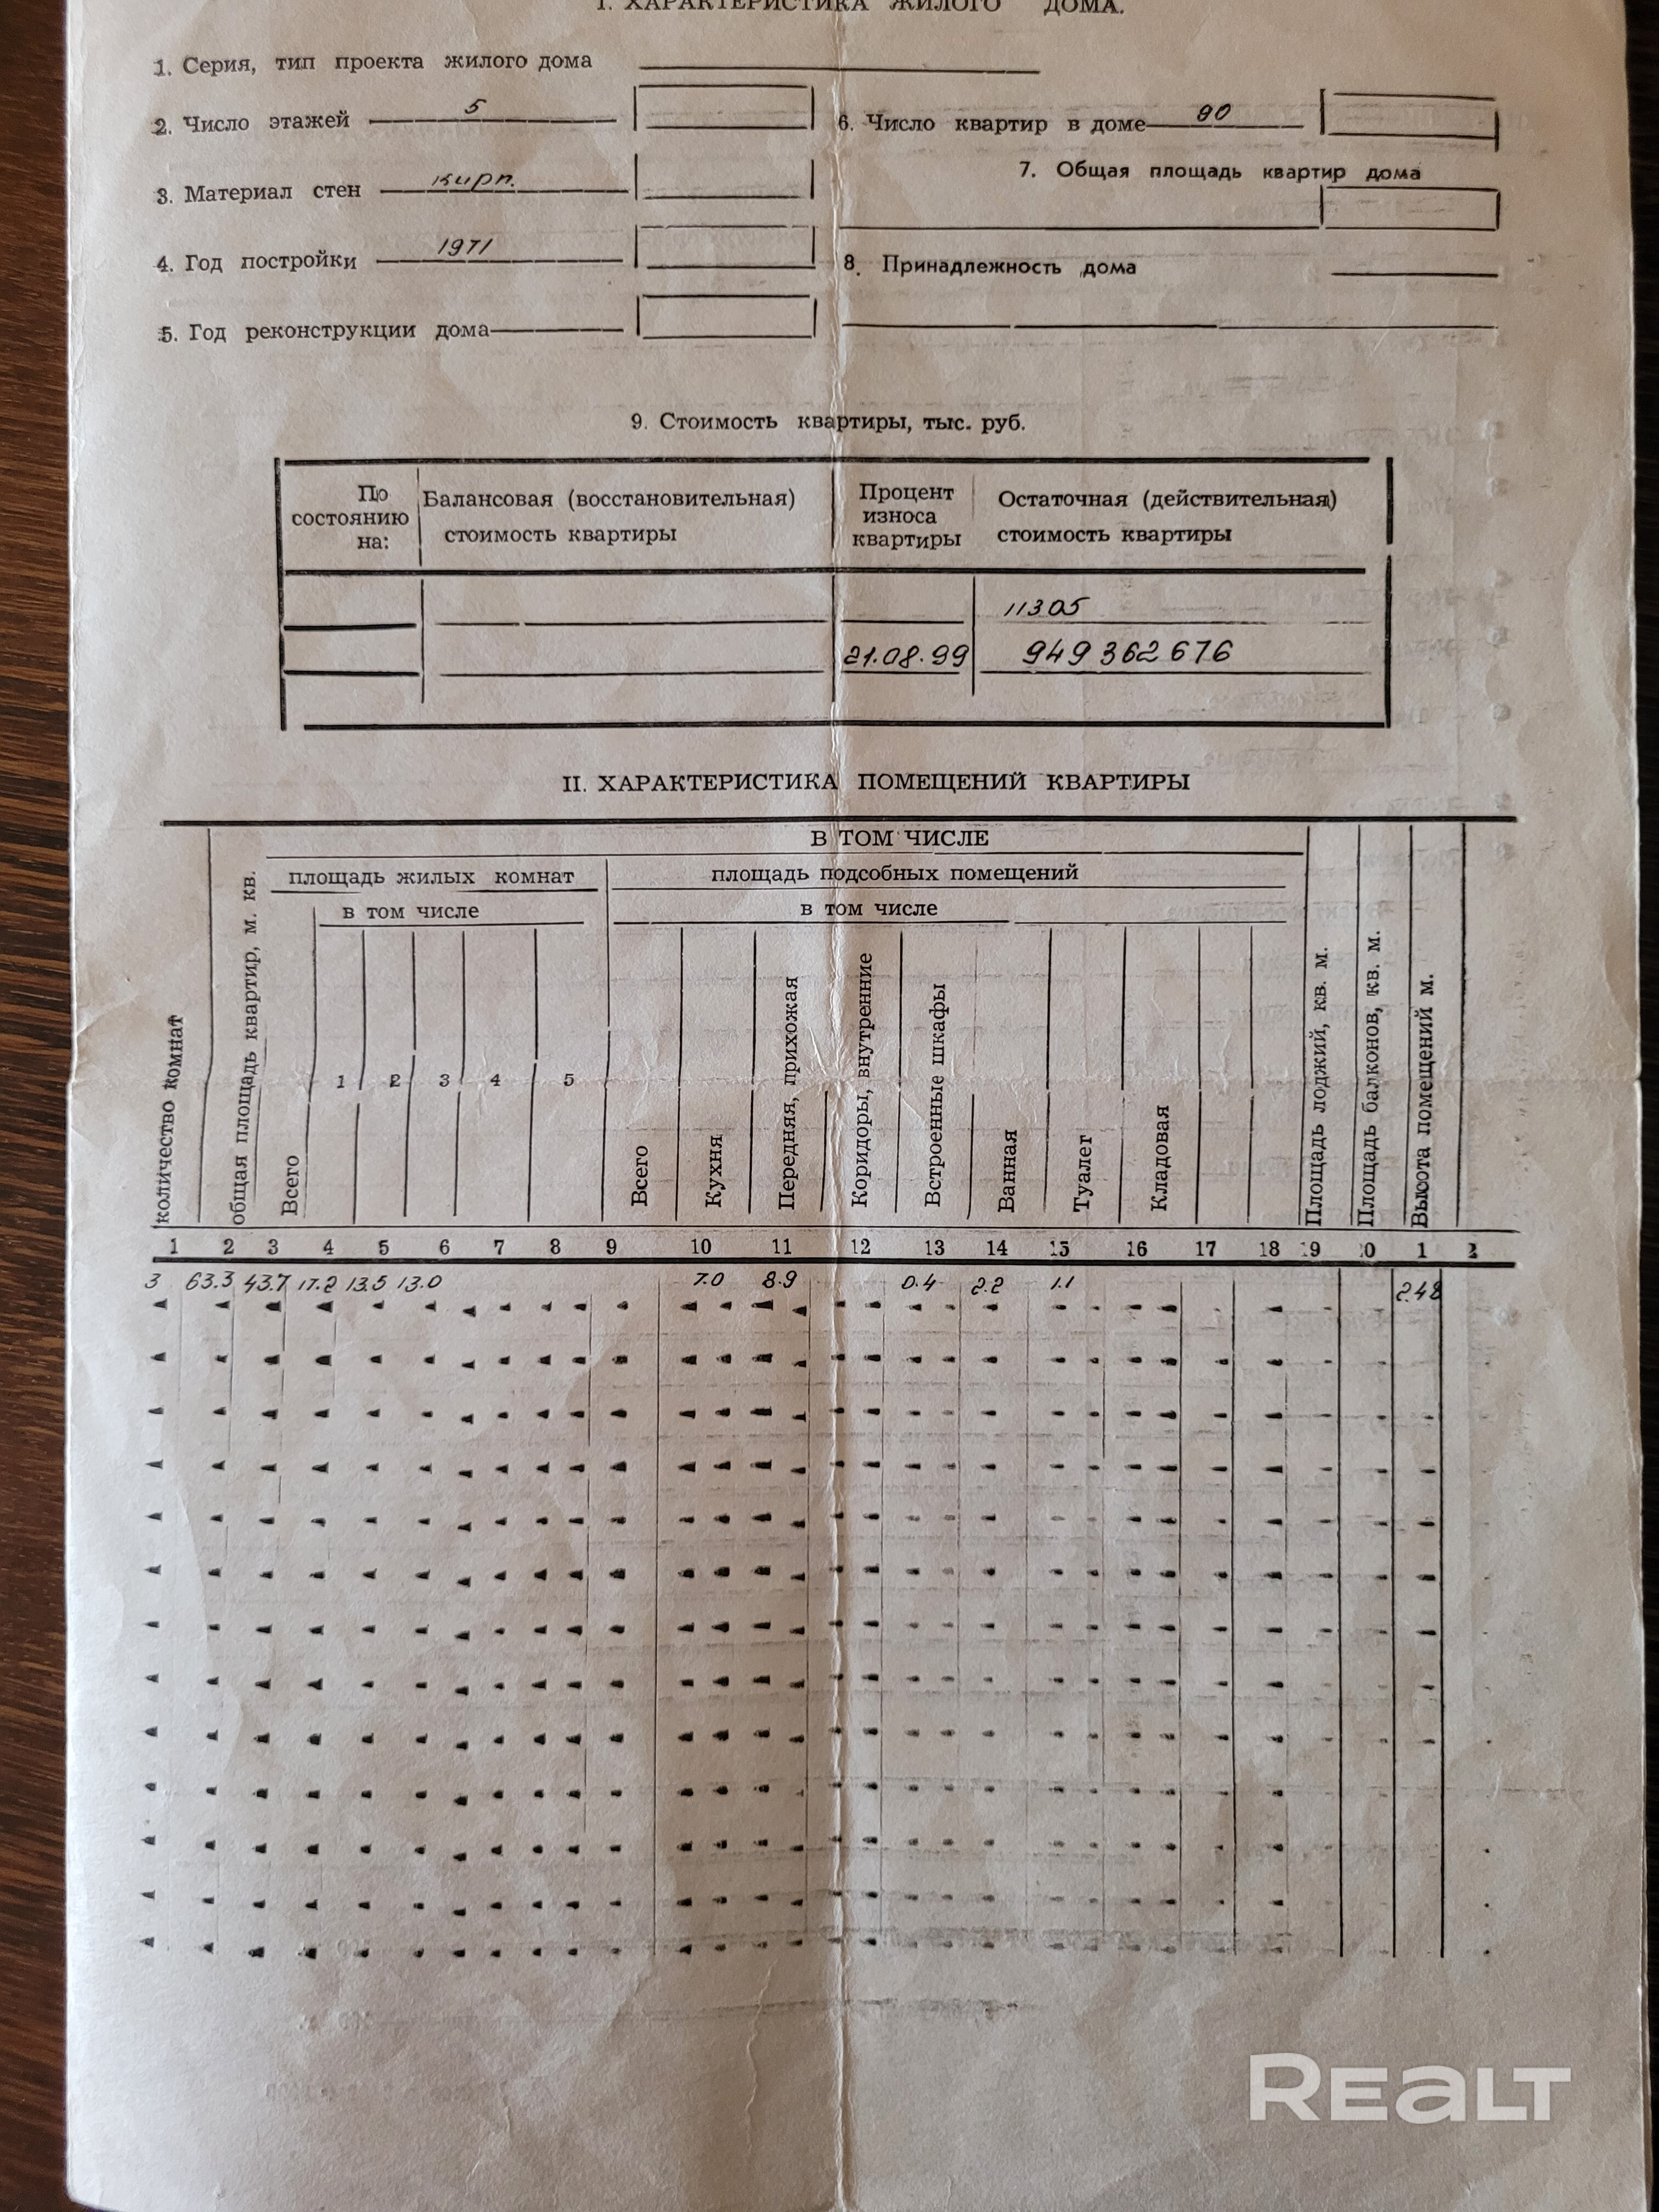 I. ХАРАКТЕРИСТИКА ЖИЛОГО ДОМА.
1. Серия, тип проекта жилого дома
2. Число этажей 5
6. Число квартир в доме 80
3. Материал стен кирп.
7. Общая площадь квартир дома
4. Год постройки 1971
8. Принадлежность дома
5. Год реконструкции дома
9. Стоимость квартиры, тыс. руб.
По состоянию на:
Балансовая (восстановительная) стоимость квартиры
Процент износа квартиры
Остаточная (действительная) стоимость квартиры
11305
21.08.99 949 362 676
II. ХАРАКТЕРИСТИКА ПОМЕЩЕНИЙ КВАРТИРЫ
В ТОМ ЧИСЛЕ
площадь жилых комнат
площадь подсобных помещений
в том числе
в том числе
количество комнат
общая площадь квартир, м. кв.
Всего
1 2 3 4 5
Всего
Кухня
Передняя, прихожая
Коридоры, внутренние
Встроенные шкафы
Ванная
Туалет
Кладовая
Площадь лоджий, кв. м.
Площадь балконов, кв. м.
Высота помещений м.
1 2 3 4 5 6 7 8 9 10 11 12 13 14 15 16 17 18 19 20 1 2
3 63.3 43.7 17.2 13.5 13.0 7.0 8.9 0.4 2.2 1.1 2.48
REALT